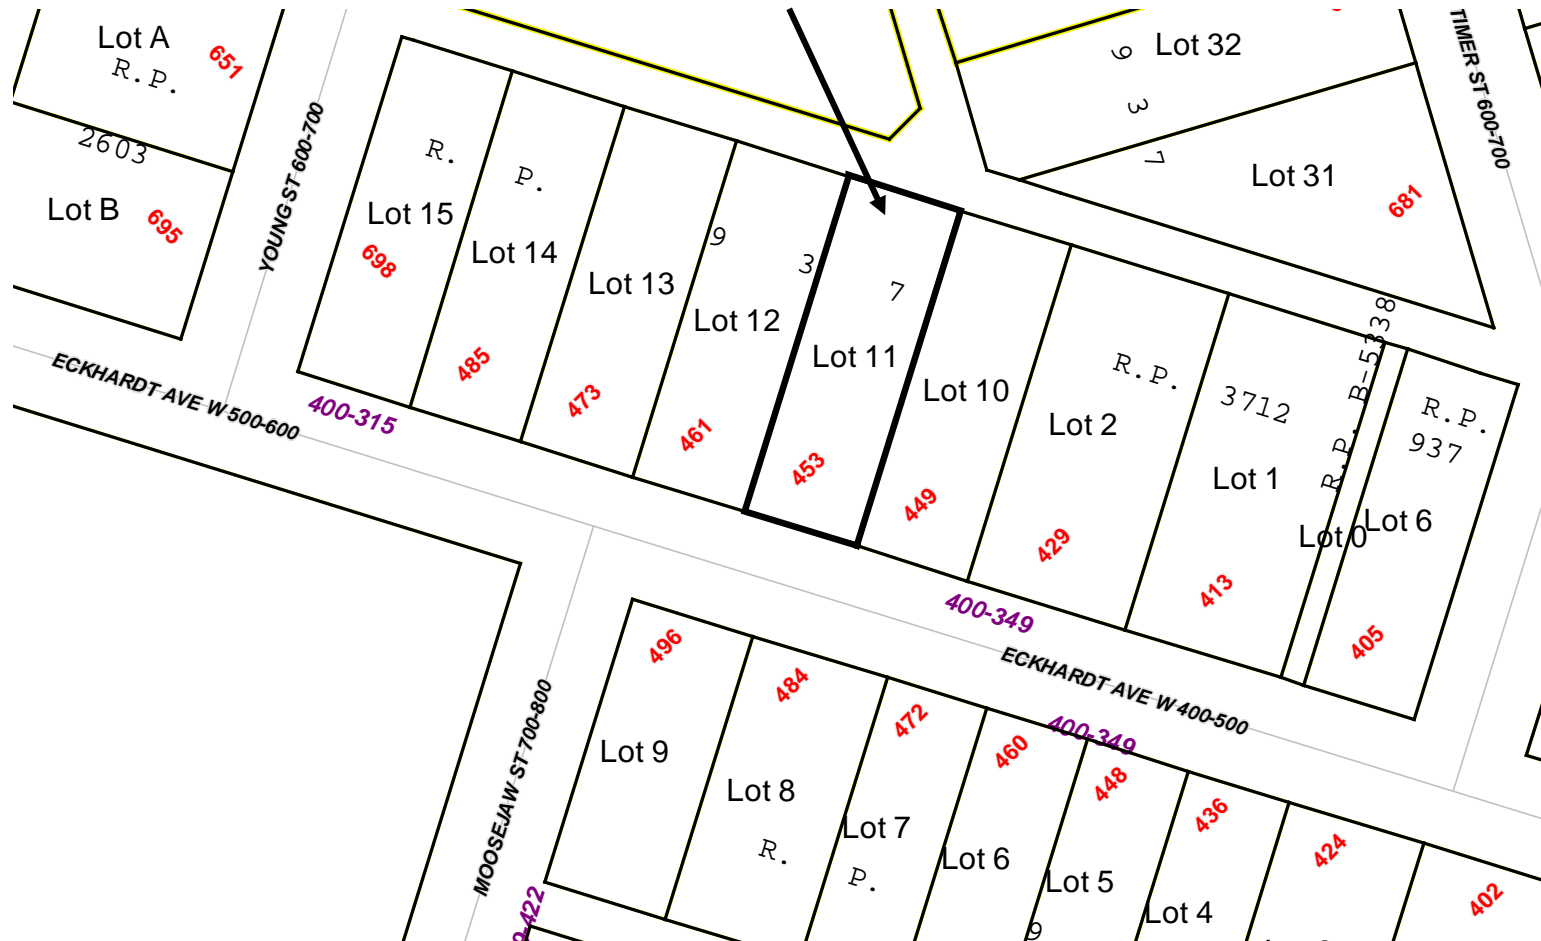 Lot A
651
R.P.
2603
Lot B
695
YOUNG ST 600-700
R.
Lot 15
698
P.
Lot 14
485
Lot 13
473
9
Lot 12
461
3
7
Lot 11
453
Lot 10
449
Lot 32
9
3
7
Lot 31
681
TIMER ST 600-700
R.P.
Lot 2
429
3712
Lot 1
413
R.P. B-5338
Lot 0
R.P.
937
Lot 6
405
ECKHARDT AVE W 500-600
400-315
400-349
ECKHARDT AVE W 400-500
400-349
MOOSEJAW ST 700-800
9-422
496
Lot 9
484
Lot 8
R.
472
Lot 7
P.
460
Lot 6
448
Lot 5
9
436
Lot 4
424
402